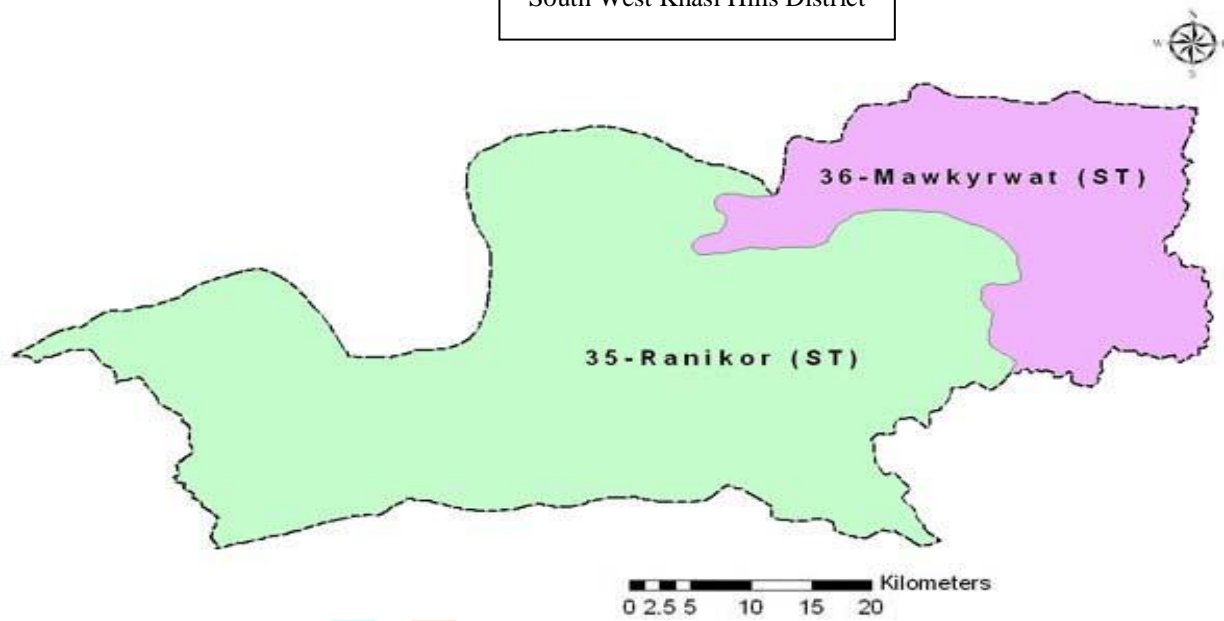 South West Khasi Hills District
N
W
S
36-Mawkyrwat (ST)
35-Ranikor (ST)
Kilometers
0 2.5 5 10 15 20